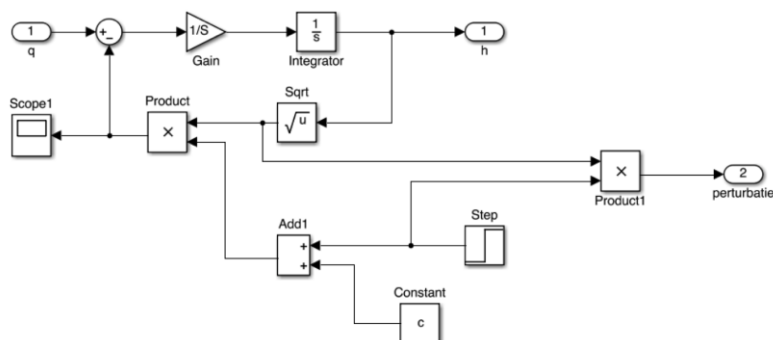 1
q
+
−
1/S
Gain
1
s
Integrator
1
h
Scope1
Product
×
Sqrt
√u
×
Product1
2
perturbatie
Add1
+
+
Step
Constant
c